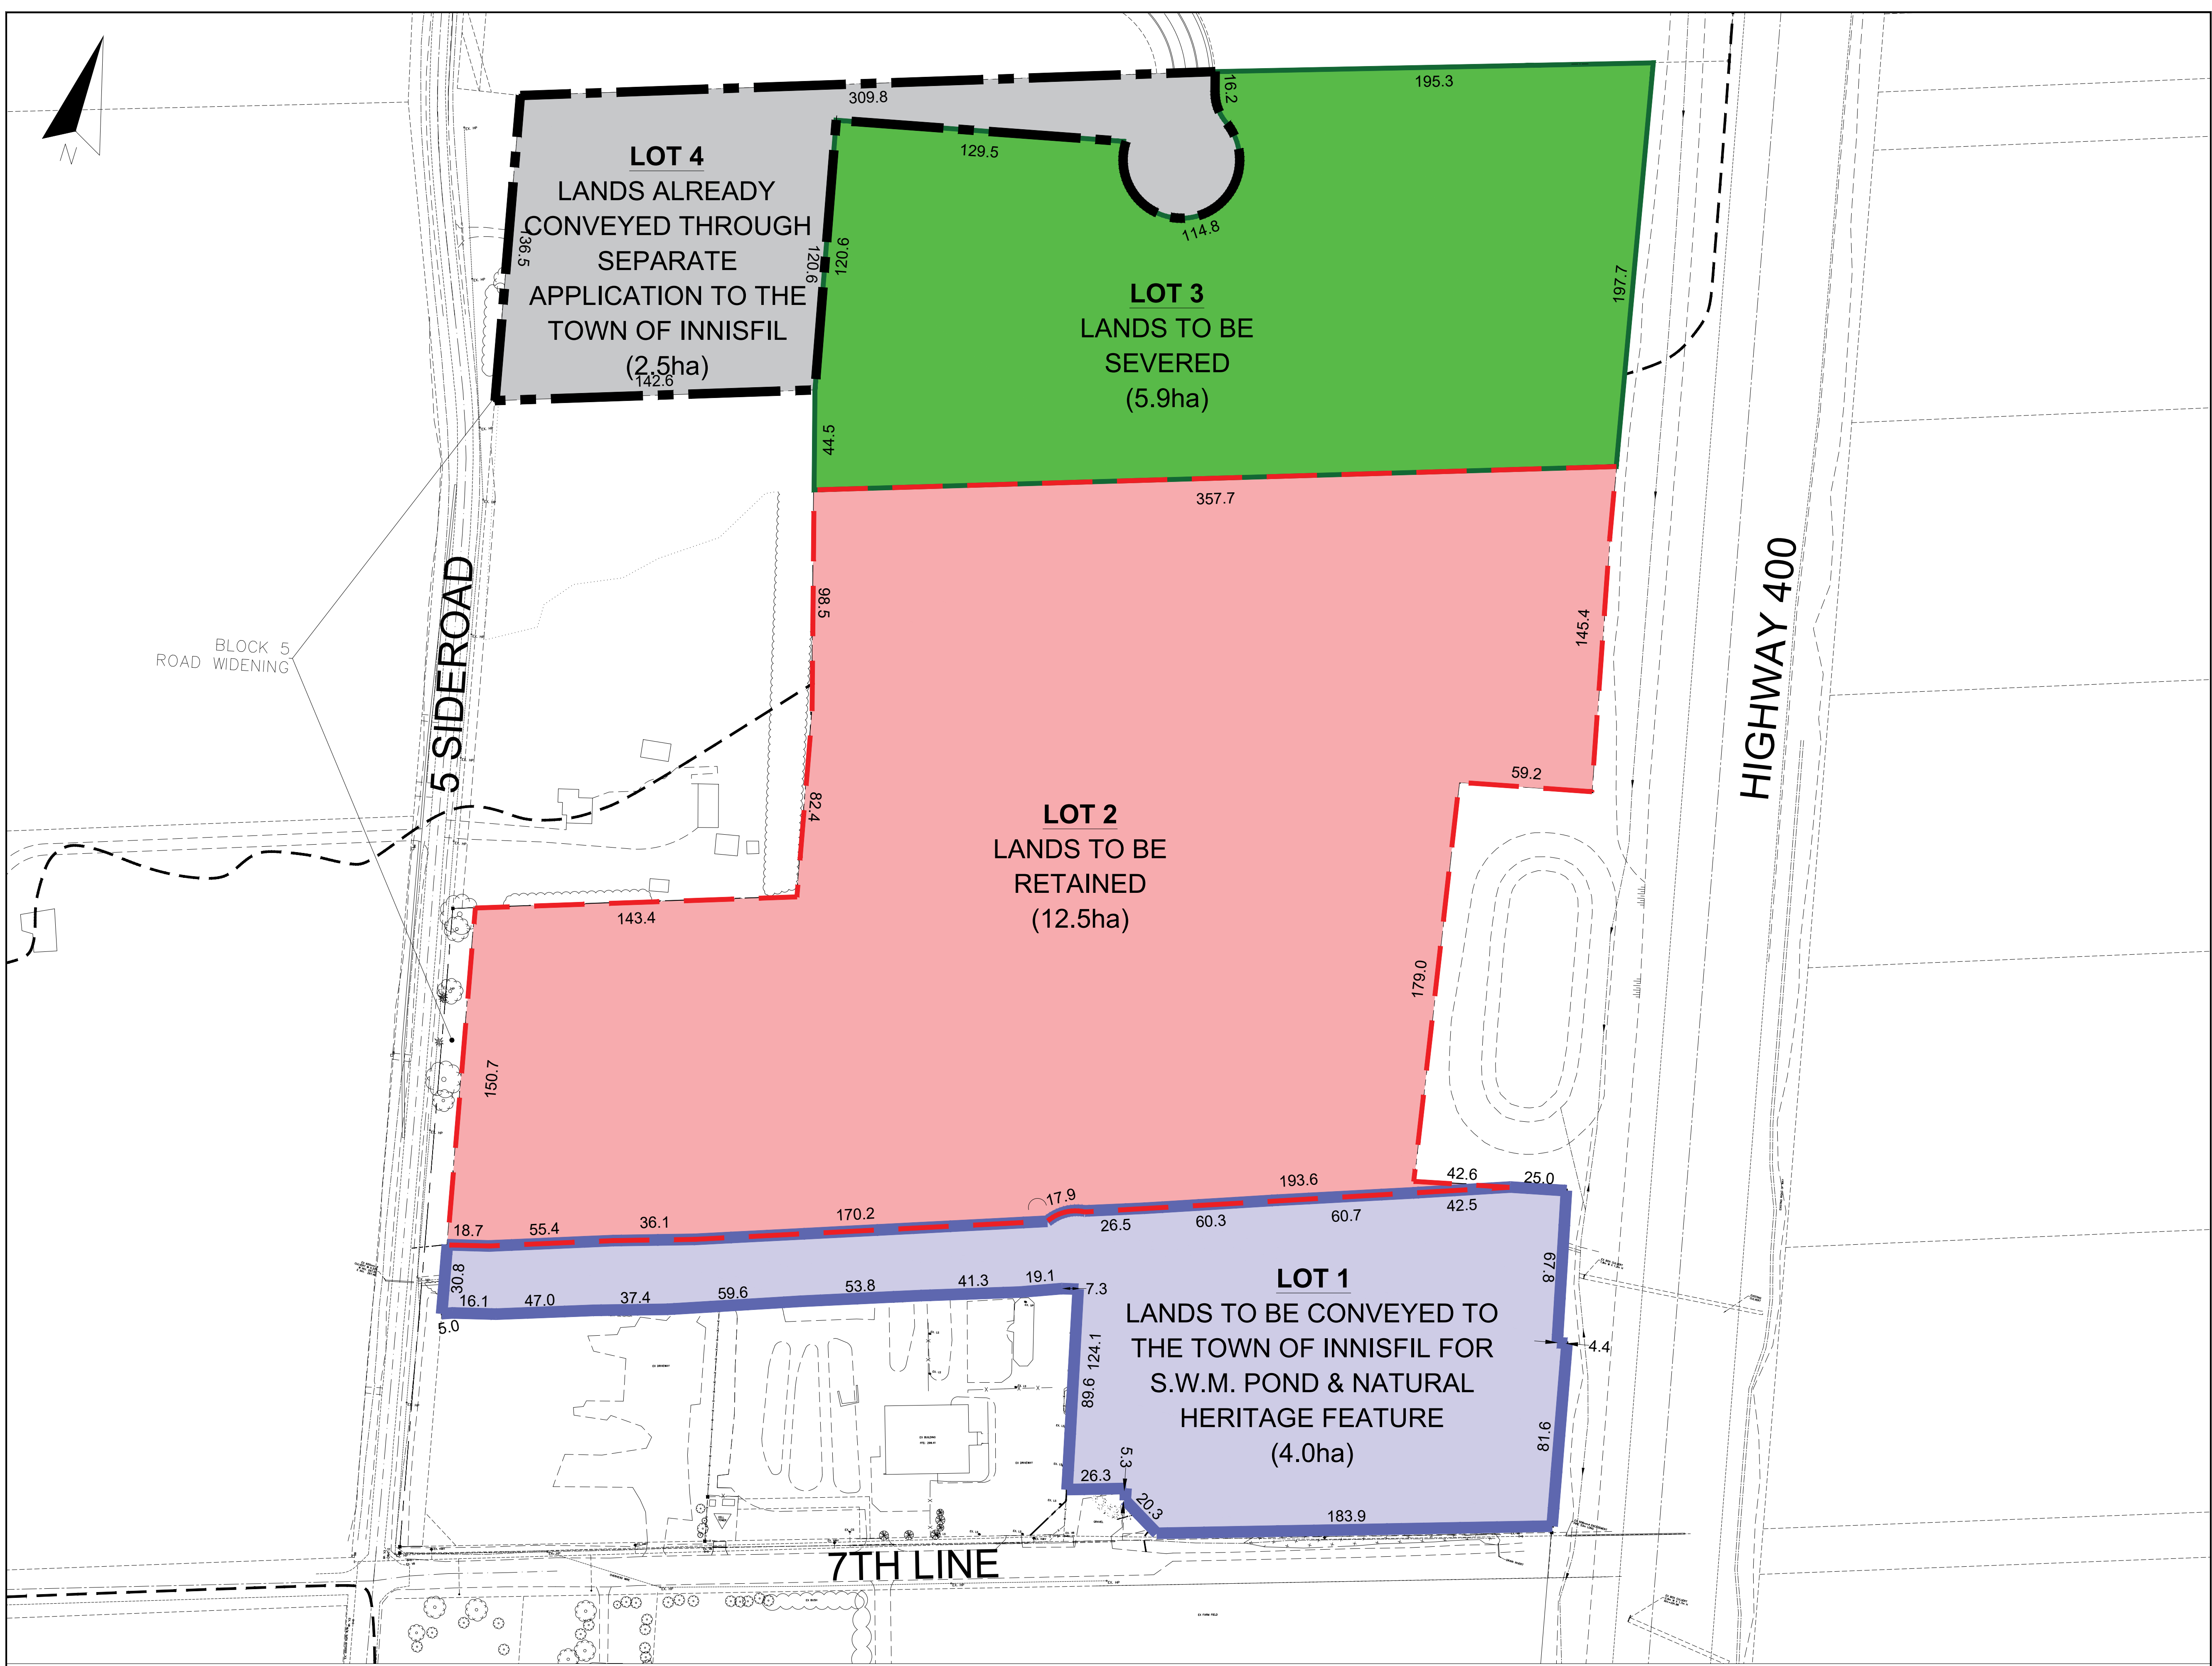 N
309.8
16.2
195.3
LOT 4
LANDS ALREADY
CONVEYED THROUGH
SEPARATE
APPLICATION TO THE
TOWN OF INNISFIL
(2.5ha)
136.5
142.6
120.6
120.6
129.5
114.8
LOT 3
LANDS TO BE
SEVERED
(5.9ha)
197.7
44.5
357.7
BLOCK 5
ROAD WIDENING
5 SIDEROAD
HIGHWAY 400
98.5
145.4
82.4
59.2
LOT 2
LANDS TO BE
RETAINED
(12.5ha)
143.4
179.0
150.7
18.7
55.4
36.1
170.2
17.9
193.6
42.6
25.0
26.5
60.3
60.7
42.5
30.8
16.1
47.0
37.4
59.6
53.8
41.3
19.1
7.3
5.0
LOT 1
LANDS TO BE CONVEYED TO
THE TOWN OF INNISFIL FOR
S.W.M. POND & NATURAL
HERITAGE FEATURE
(4.0ha)
67.8
4.4
81.9
89.6
124.1
26.3
5.3
20.3
183.9
7TH LINE
EX BUSH
EX FARM FIELD